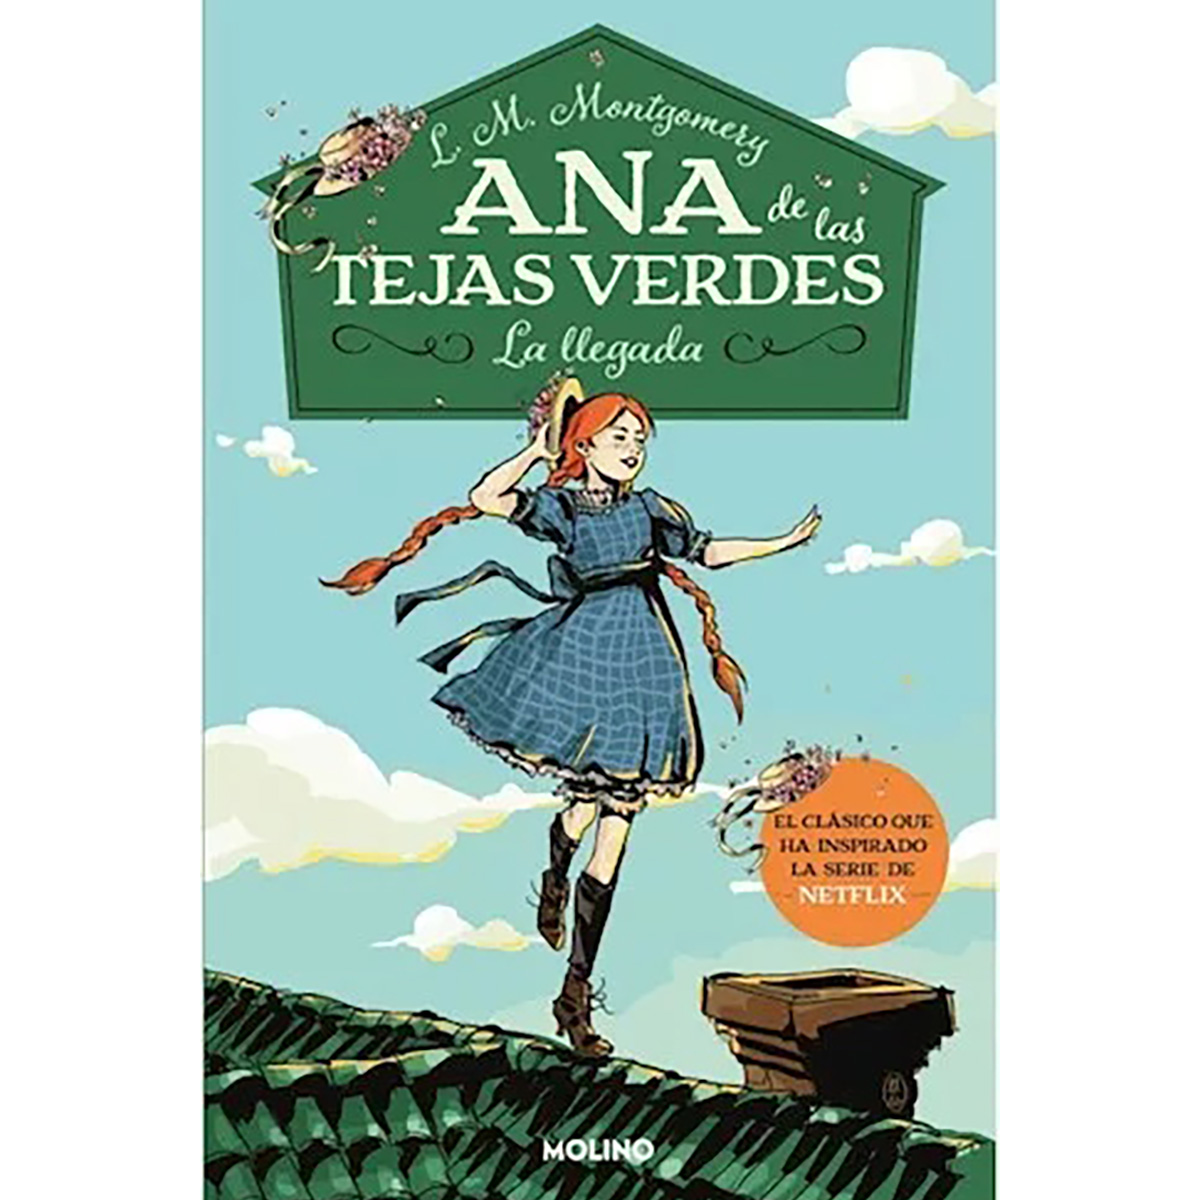 L. M. Montgomery
ANA de las
TEJAS VERDES
La llegada
EL CLÁSICO QUE
HA INSPIRADO
LA SERIE DE
NETFLIX
MOLINO